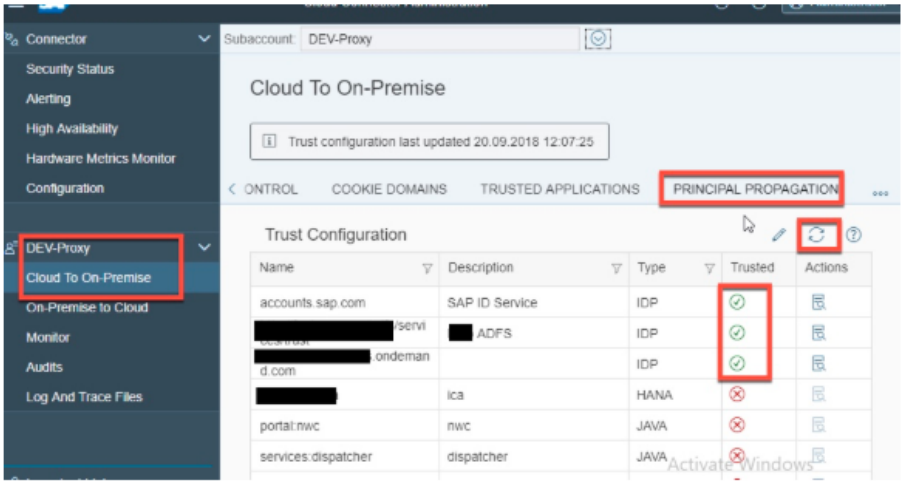 Connector
Security Status
Alerting
High Availability
Hardware Metrics Monitor
Configuration
DEV-Proxy
Cloud To On-Premise
On-Premise to Cloud
Monitor
Audits
Log And Trace Files
Subaccount: DEV-Proxy
Cloud To On-Premise
Trust configuration last updated 20.09.2018 12:07:25
ONTROL COOKIE DOMAINS TRUSTED APPLICATIONS PRINCIPAL PROPAGATION
Trust Configuration
Name Description Type Trusted Actions
accounts.sap.com SAP ID Service IDP
/servi
ADFS IDP
.ondeman
d.com IDP
ica HANA
portal:nwc nwc JAVA
services:dispatcher dispatcher JAVA
Activate Windows